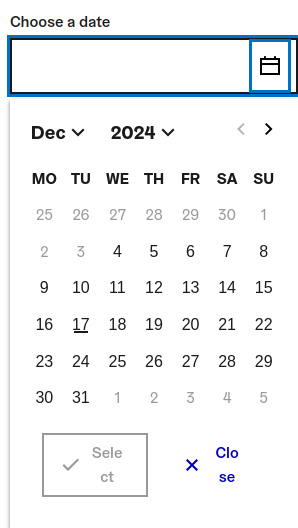 Choose a date
Dec 2024
MO TU WE TH FR SA SU
25 26 27 28 29 30 1
2 3 4 5 6 7 8
9 10 11 12 13 14 15
16 17 18 19 20 21 22
23 24 25 26 27 28 29
30 31 1 2 3 4 5
Sele Clo
ct se